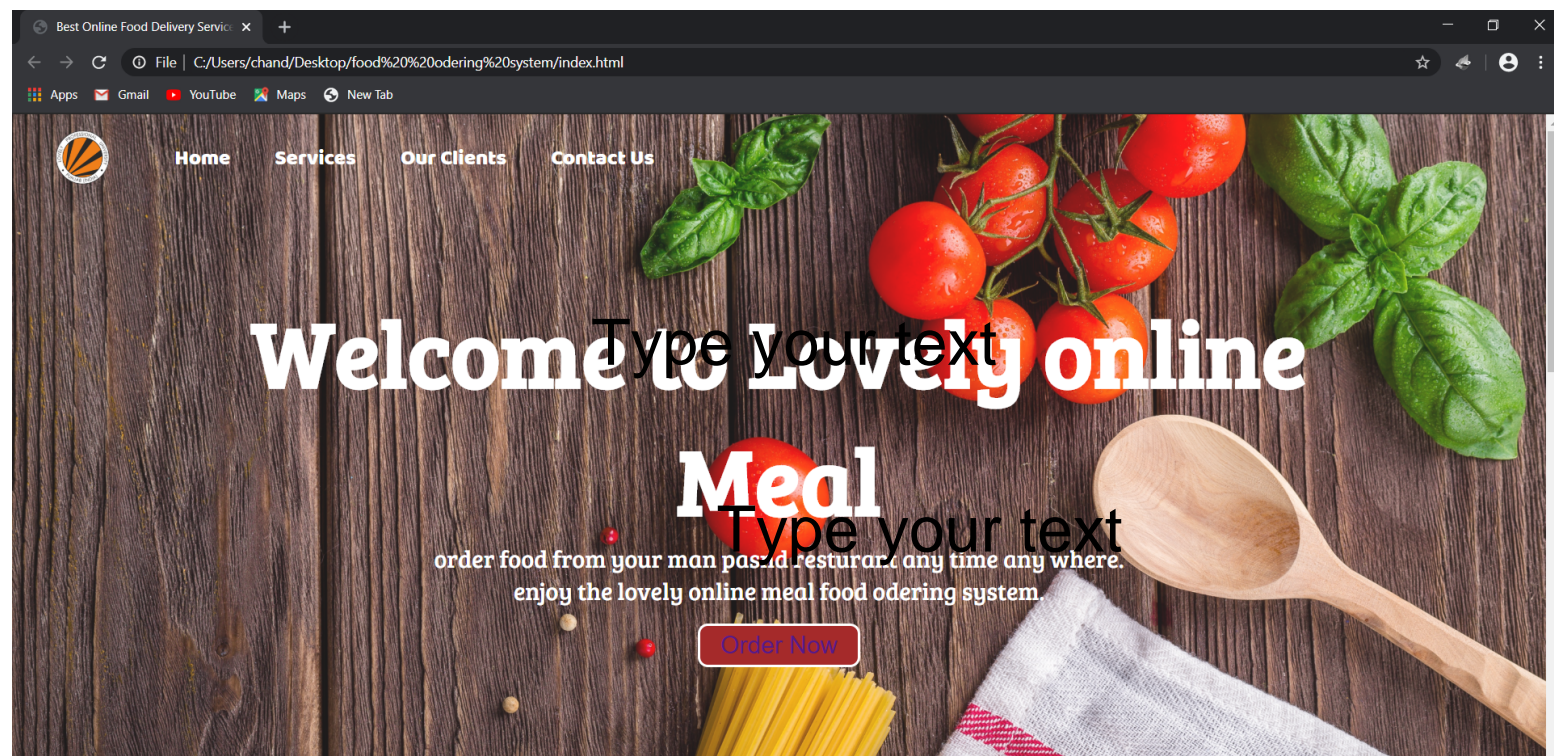 Best Online Food Delivery Service
File | C:/Users/chand/Desktop/food%20%20odering%20system/index.html
Apps Gmail YouTube Maps New Tab
Home Services Our Clients Contact Us
Welcome to Lovely online
Type your text
Meal
Type your text
order food from your man pasnd resturant any time any where.
enjoy the lovely online meal food odering system.
Order Now